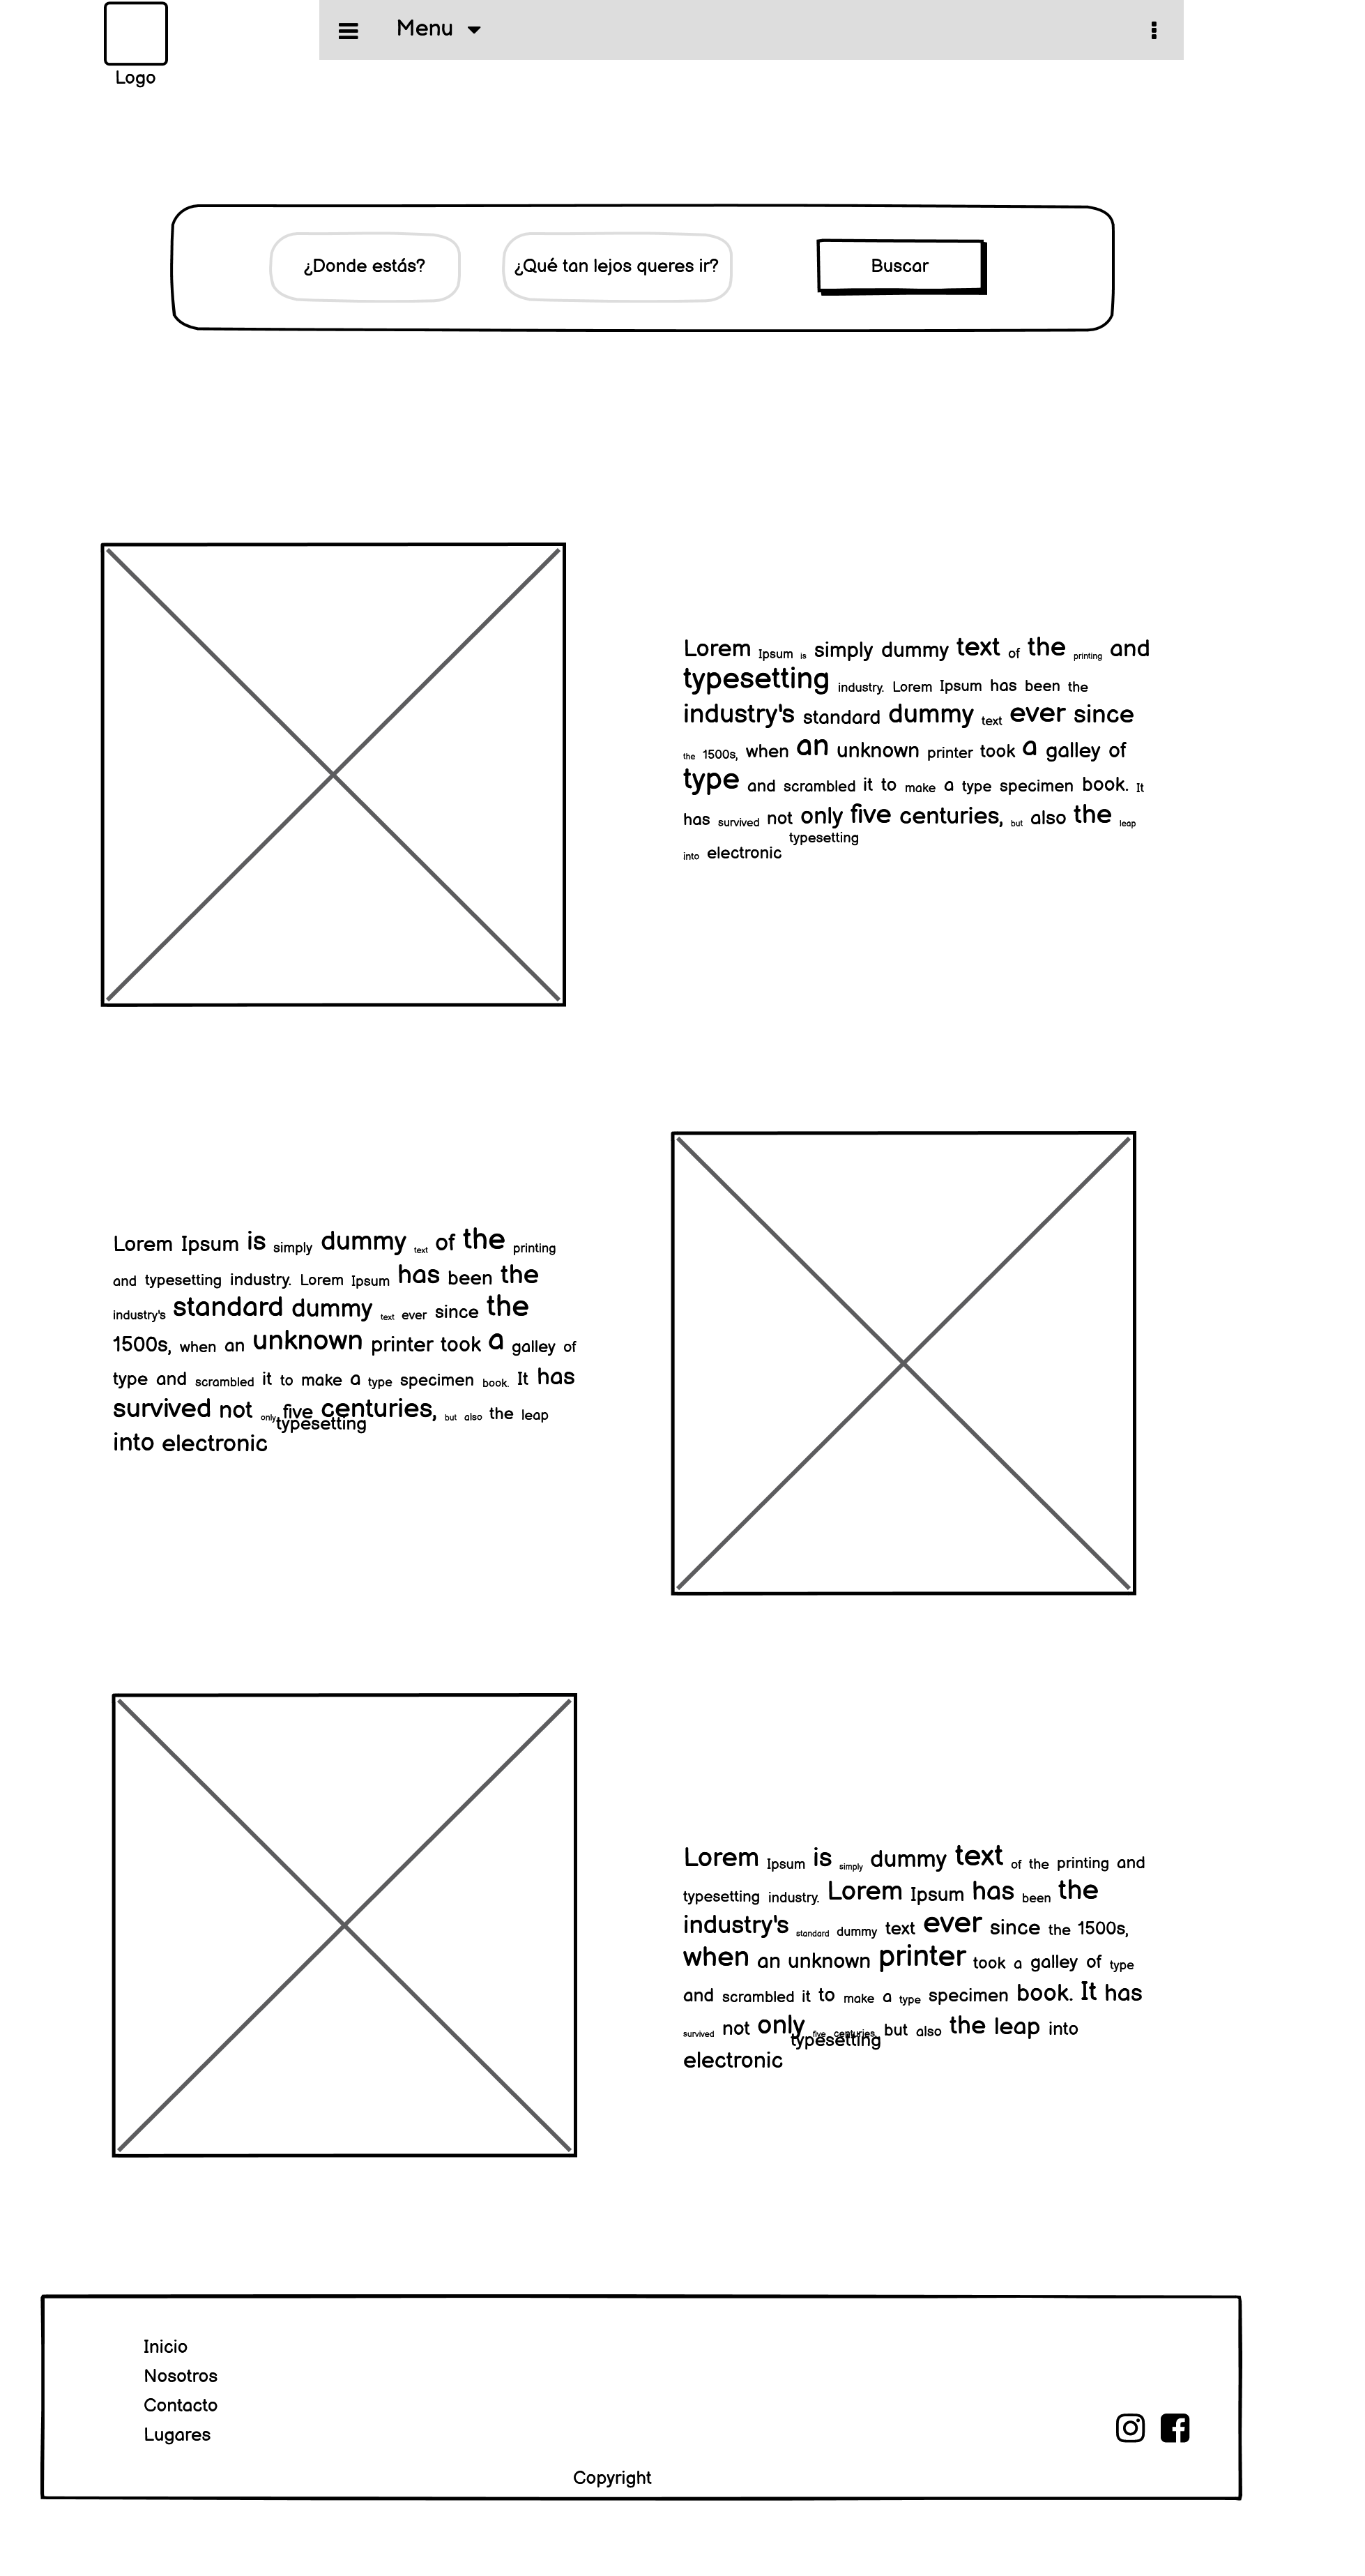 Menu
Logo
¿Donde estás?
¿Qué tan lejos queres ir?
Buscar
Lorem Ipsum is simply dummy text of the printing and
typesetting industry. Lorem Ipsum has been the
industry's standard dummy text ever since
the 1500s, when an unknown printer took a galley of
type and scrambled it to make a type specimen book. It
has survived not only five centuries, but also the leap
into electronic typesetting
Lorem Ipsum is simply dummy text of the printing
and typesetting industry. Lorem Ipsum has been the
industry's standard dummy text ever since the
1500s, when an unknown printer took a galley of
type and scrambled it to make a type specimen book. It has
survived not only five centuries, but also the leap
into electronic typesetting
Lorem Ipsum is simply dummy text of the printing and
typesetting industry. Lorem Ipsum has been the
industry's standard dummy text ever since the 1500s,
when an unknown printer took a galley of type
and scrambled it to make a type specimen book. It has
survived not only five centuries, but also the leap into
electronic typesetting
Inicio
Nosotros
Contacto
Lugares
Copyright